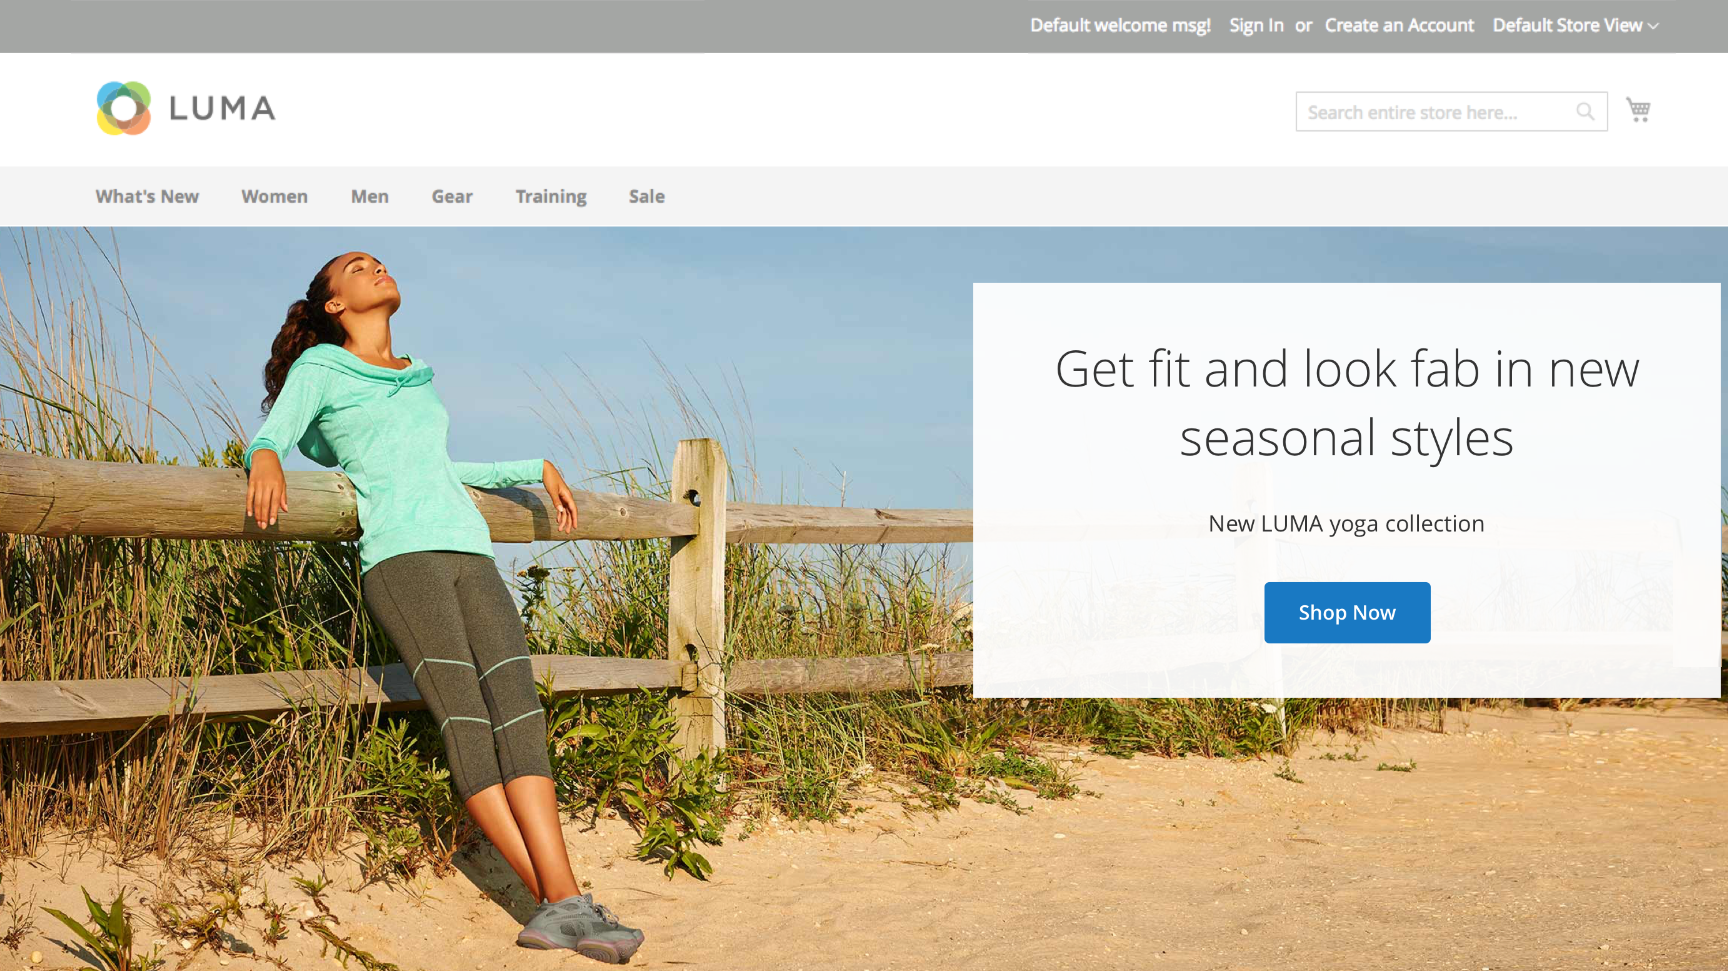 Default welcome msg! Sign In or Create an Account Default Store View
LUMA
Search entire store here...
What's New Women Men Gear Training Sale
Get fit and look fab in new
seasonal styles
New LUMA yoga collection
Shop Now